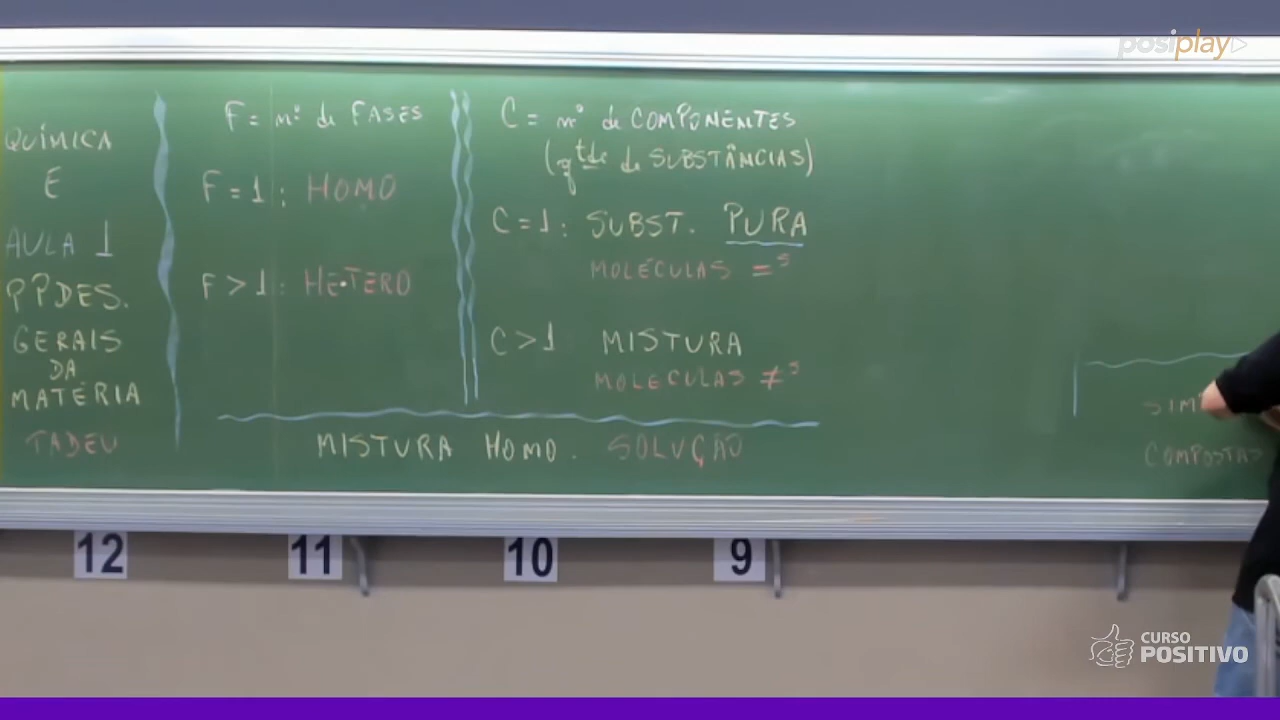 posiplay
QUÍMICA
E
AULA 1
PPDES.
GERAIS
DA
MATÉRIA
TADEU
F = nº de FASES
F = 1: HOMO
F > 1: HETERO
C = nº de COMPONENTES
(qtde de SUBSTÂNCIAS)
C = 1: SUBST. PURA
MOLÉCULAS =s
C > 1 MISTURA
MOLÉCULAS ≠s
MISTURA HOMO. SOLUÇÃO
COMPOSTAS
12 11 10 9
CURSO
POSITIVO